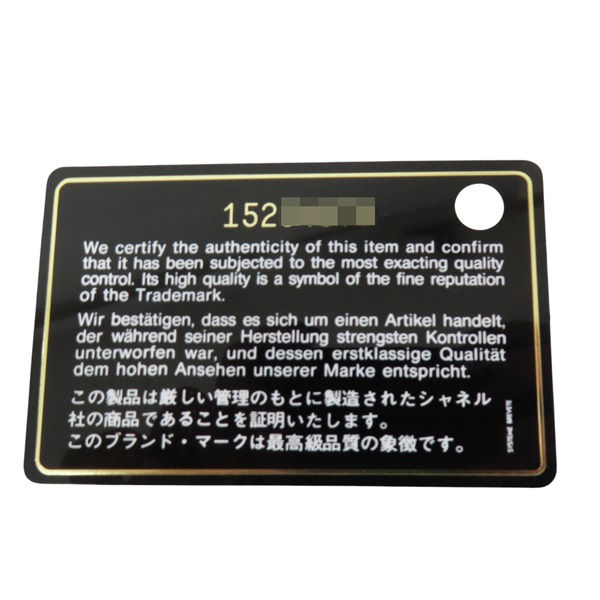 152
We certify the authenticity of this item and confirm
that it has been subjected to the most exacting quality
control. Its high quality is a symbol of the fine reputation
of the Trademark.
Wir bestätigen, dass es sich um einen Artikel handelt,
der während seiner Herstellung strengsten Kontrollen
unterworfen war, und dessen erstklassige Qualität
dem hohen Ansehen unserer Marke entspricht.
この製品は厳しい管理のもとに製造されたシャネル
社の商品であることを証明いたします。
このブランド・マークは最高級品質の象徴です。
SYSTEME BREVETE